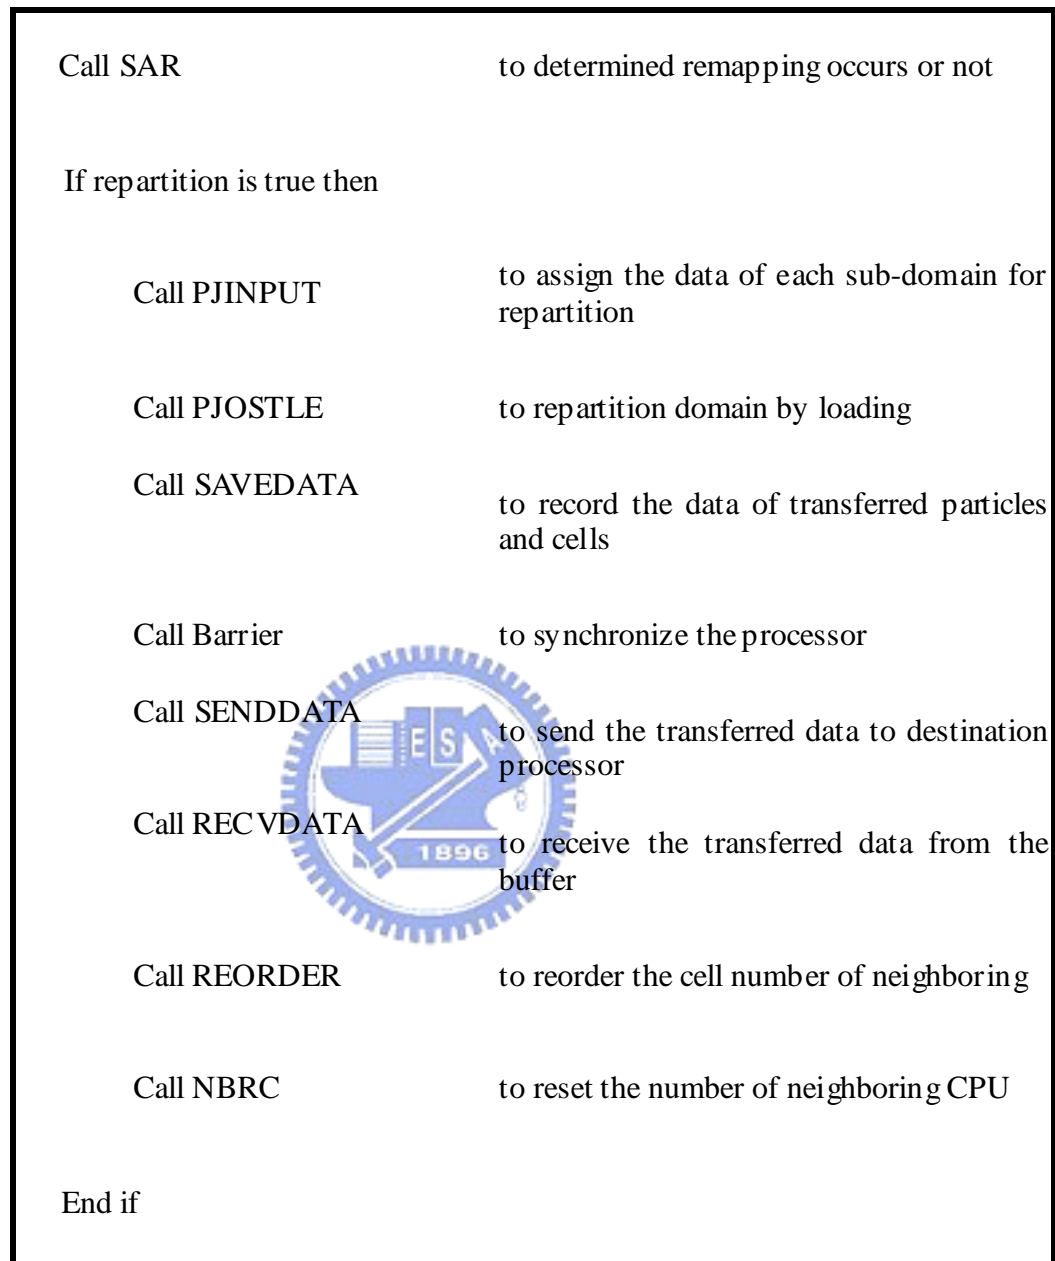 Call SAR to determined remapping occurs or not
If repartition is true then
Call PJINPUT to assign the data of each sub-domain for
repartition
Call PJOSTLE to repartition domain by loading
Call SAVEDATA to record the data of transferred particles
and cells
Call Barrier to synchronize the processor
Call SENDDATA to send the transferred data to destination
processor
Call RECVDATA to receive the transferred data from the
buffer
Call REORDER to reorder the cell number of neighboring
Call NBRC to reset the number of neighboring CPU
End if
E S A
1896